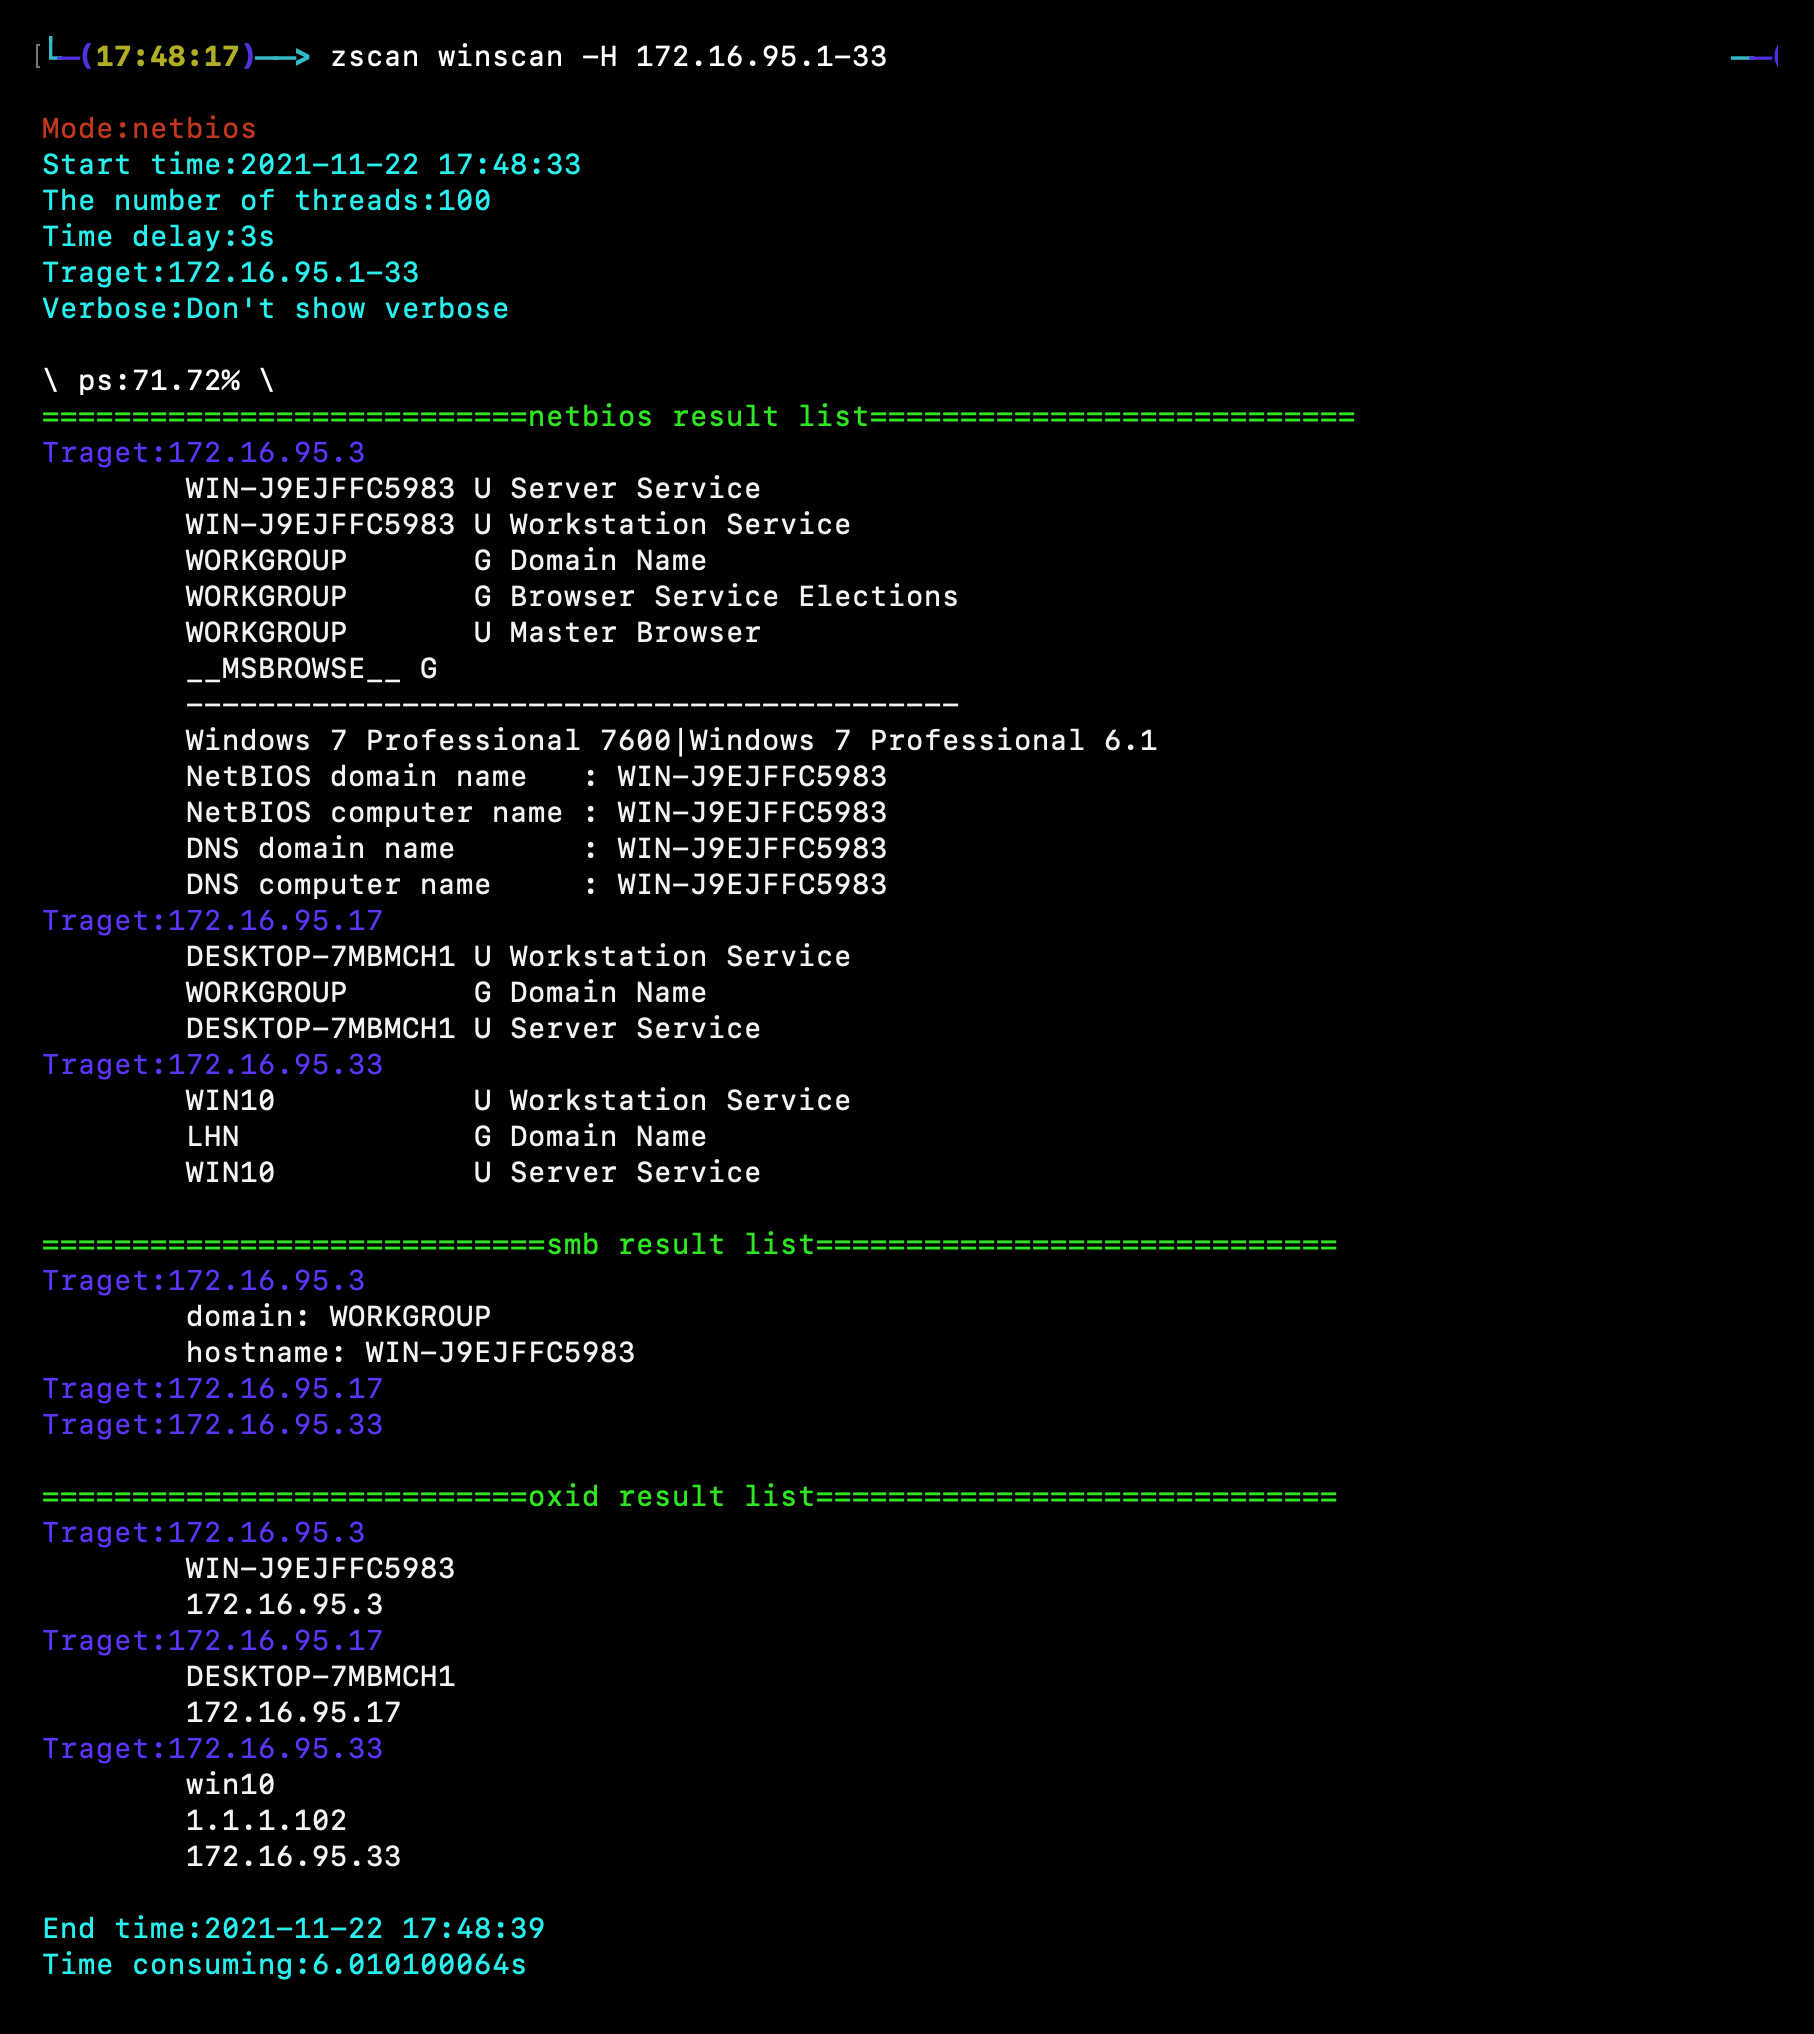 [└─(17:48:17)──> zscan winscan -H 172.16.95.1-33 ──(
Mode:netbios
Start time:2021-11-22 17:48:33
The number of threads:100
Time delay:3s
Traget:172.16.95.1-33
Verbose:Don't show verbose
\ ps:71.72% \
===========================netbios result list===========================
Traget:172.16.95.3
WIN-J9EJFFC5983 U Server Service
WIN-J9EJFFC5983 U Workstation Service
WORKGROUP       G Domain Name
WORKGROUP       G Browser Service Elections
WORKGROUP       U Master Browser
__MSBROWSE__ G
-------------------------------------------
Windows 7 Professional 7600|Windows 7 Professional 6.1
NetBIOS domain name   : WIN-J9EJFFC5983
NetBIOS computer name : WIN-J9EJFFC5983
DNS domain name       : WIN-J9EJFFC5983
DNS computer name     : WIN-J9EJFFC5983
Traget:172.16.95.17
DESKTOP-7MBMCH1 U Workstation Service
WORKGROUP       G Domain Name
DESKTOP-7MBMCH1 U Server Service
Traget:172.16.95.33
WIN10           U Workstation Service
LHN             G Domain Name
WIN10           U Server Service
============================smb result list=============================
Traget:172.16.95.3
domain: WORKGROUP
hostname: WIN-J9EJFFC5983
Traget:172.16.95.17
Traget:172.16.95.33
===========================oxid result list=============================
Traget:172.16.95.3
WIN-J9EJFFC5983
172.16.95.3
Traget:172.16.95.17
DESKTOP-7MBMCH1
172.16.95.17
Traget:172.16.95.33
win10
1.1.1.102
172.16.95.33
End time:2021-11-22 17:48:39
Time consuming:6.010100064s